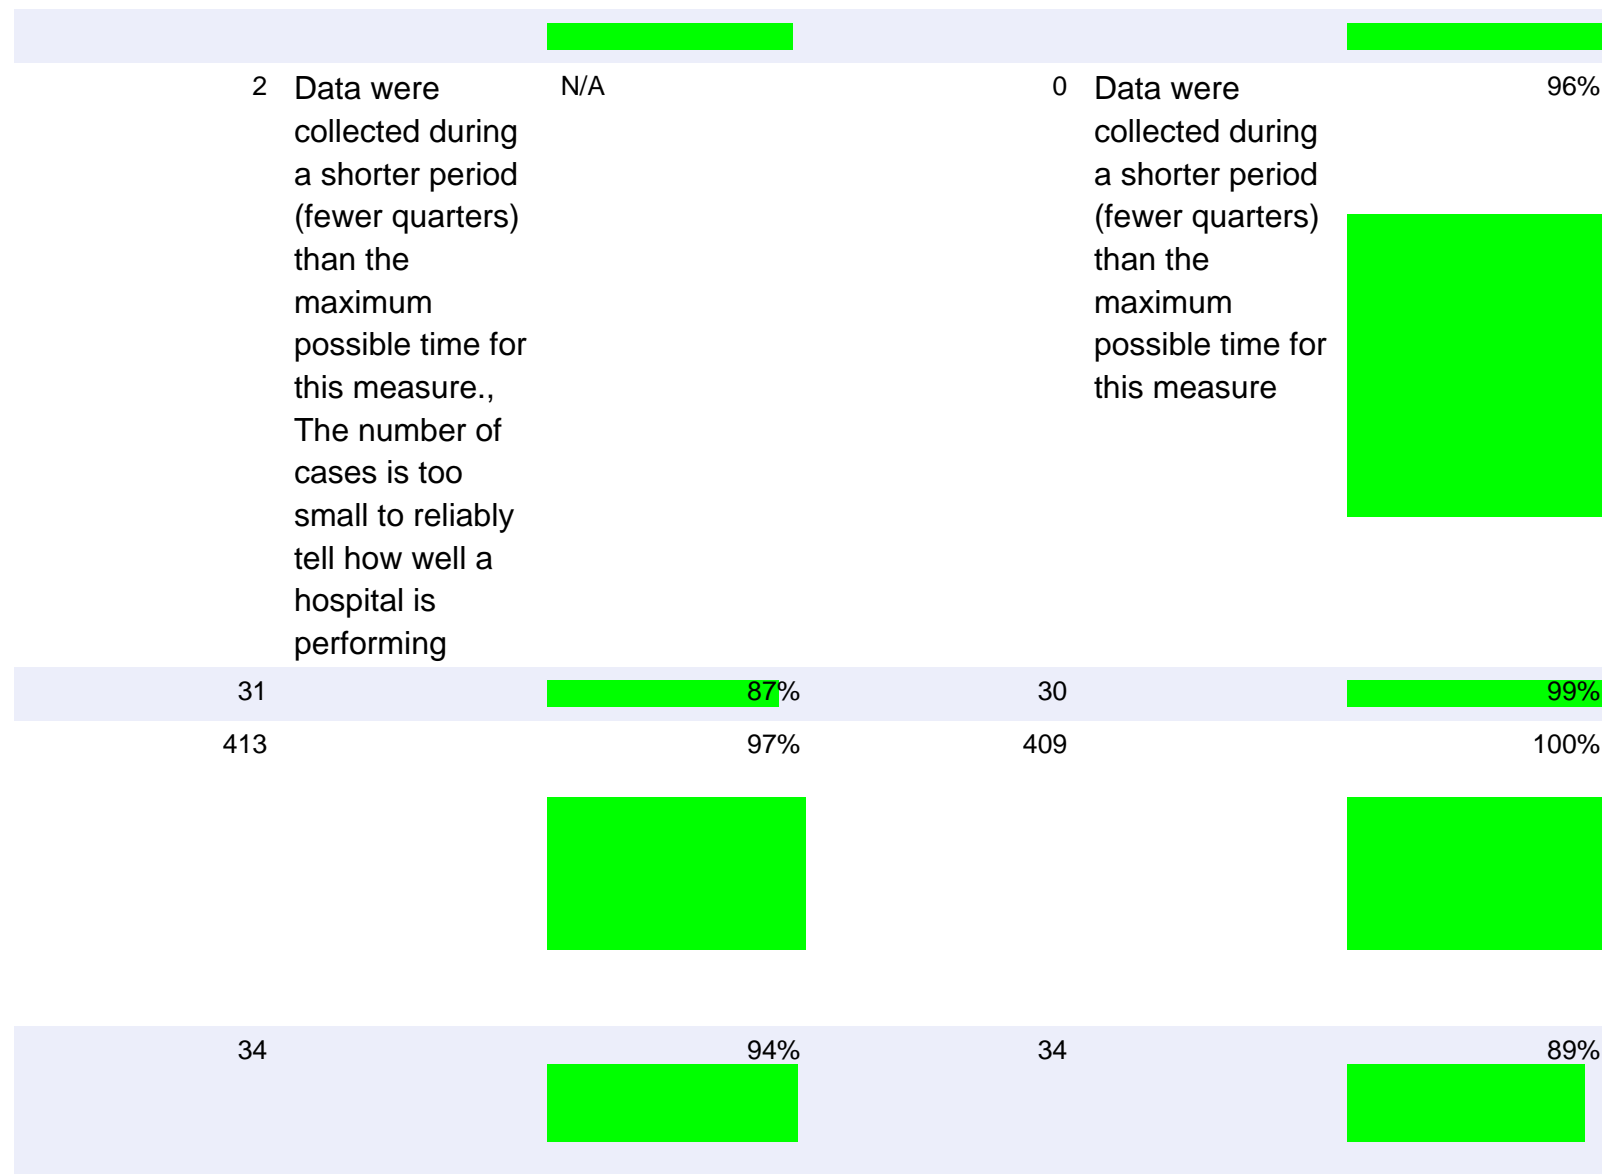 2 Data were N/A 0 Data were 96%
collected during collected during
a shorter period a shorter period
(fewer quarters) (fewer quarters)
than the than the
maximum maximum
possible time for possible time for
this measure., this measure
The number of
cases is too
small to reliably
tell how well a
hospital is
performing
31 87% 30 99%
413 97% 409 100%
34 94% 34 89%